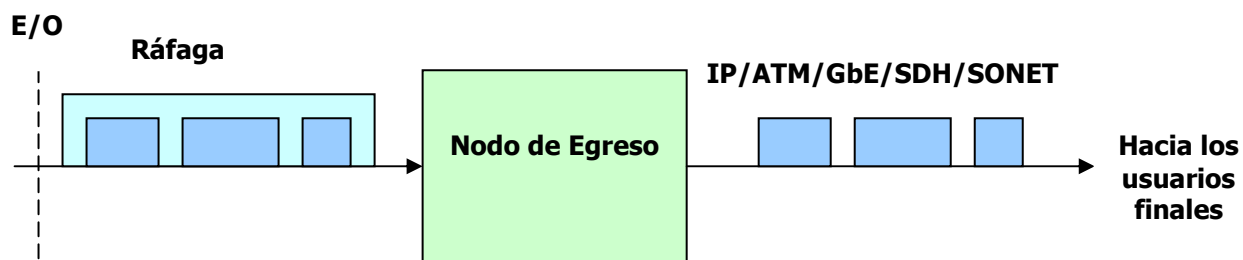 E/O
Ráfaga
IP/ATM/GbE/SDH/SONET
Nodo de Egreso
Hacia los
usuarios
finales